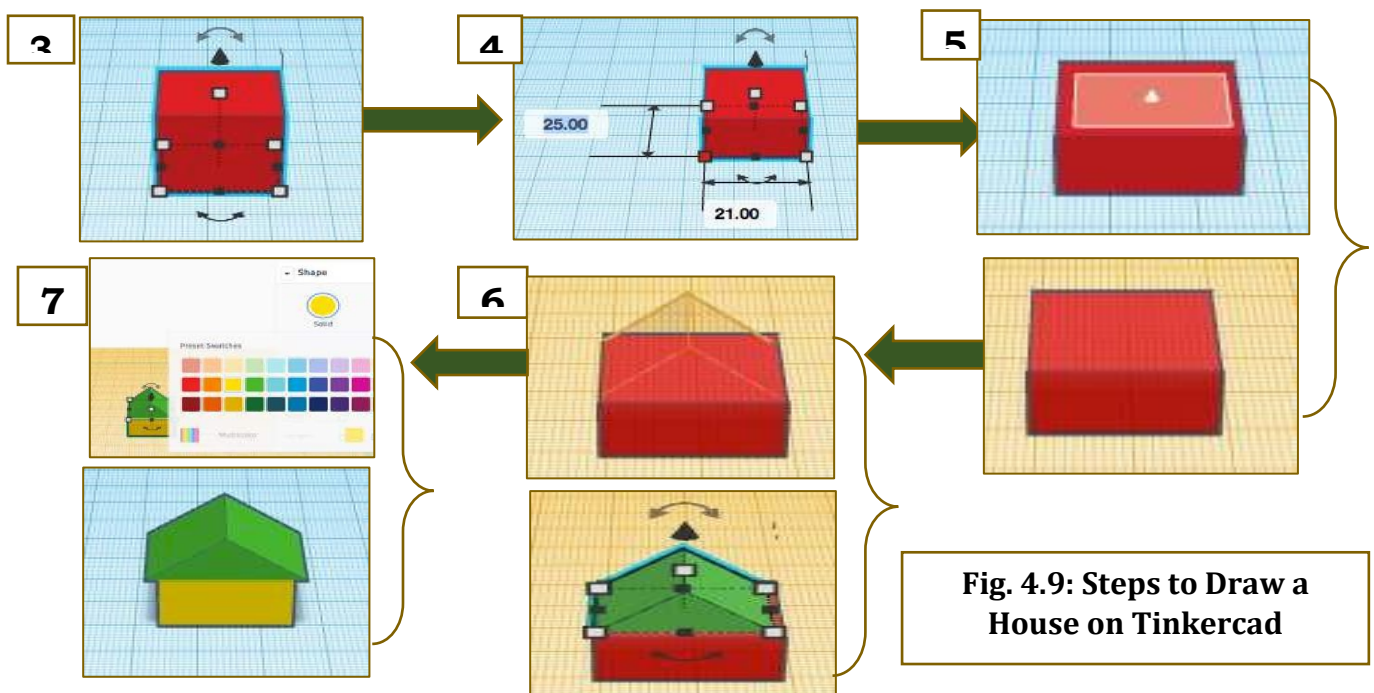 3
4
5
25.00
21.00
7
Shape
Solid
Preset Swatches
Multicolor
6
Fig. 4.9: Steps to Draw a
House on Tinkercad